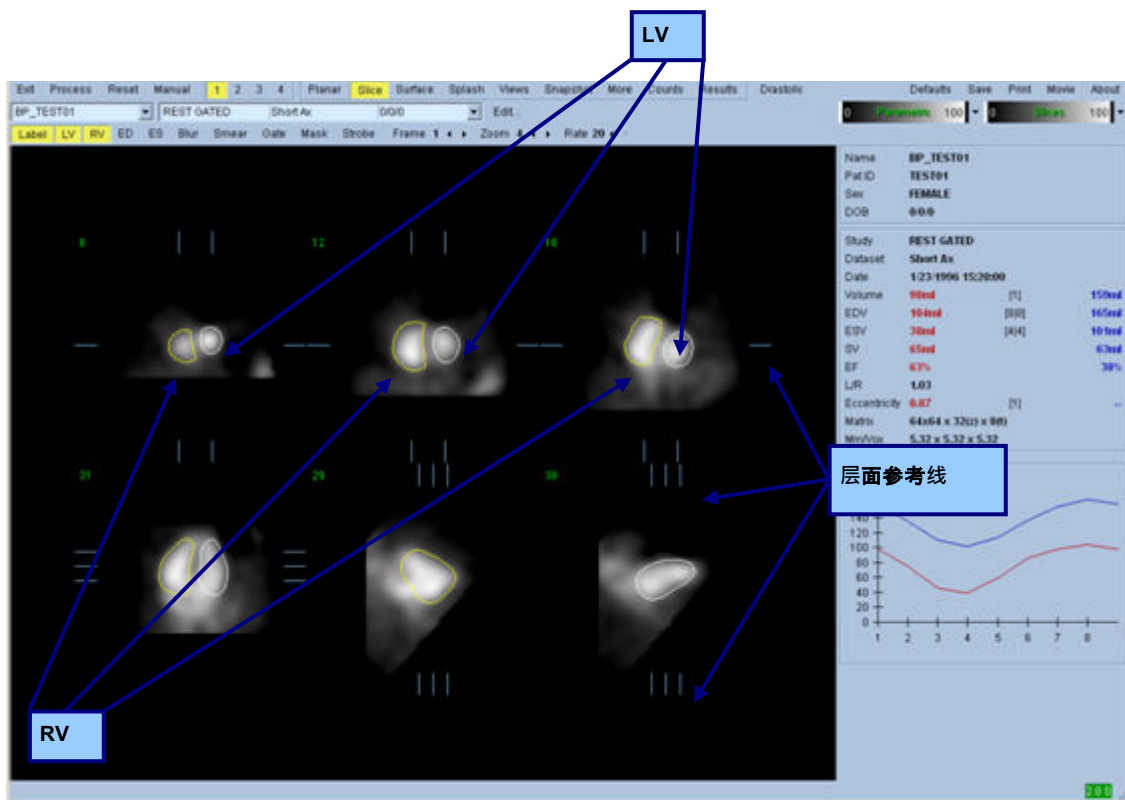 LV
Exit Process Reset Manual 1 2 3 4 Planar Slice Surface Splash Views Snapshot More Counts Results Diastolic Defaults Save Print Movie About
BP_TEST01 REST GATED Short Ax 0/0/0 Edit...
0 Parametric 100 0 Slices 100
Label LV RV ED ES Blur Smear Gate Mask Strobe Frame 1 Zoom 4 Rate 20
Name BP_TEST01
Pat ID TEST01
Sex FEMALE
DOB 0/0/0
8 12 16
Study REST GATED
Dataset Short Ax
Date 1/23/1996 15:20:00
Volume 98ml [1] 159ml
EDV 104ml [8|8] 165ml
ESV 38ml [4|4] 101ml
SV 65ml 63ml
EF 63% 38%
L/R 1.03
Eccentricity 0.87 [1] --
Matrix 64x64 x 32(z) x 8(t)
Mm/Vox 5.32 x 5.32 x 5.32
层面参考线
31 29 38
140
120
100
80
60
40
20
0
1 2 3 4 5 6 7 8
RV
2.0.0